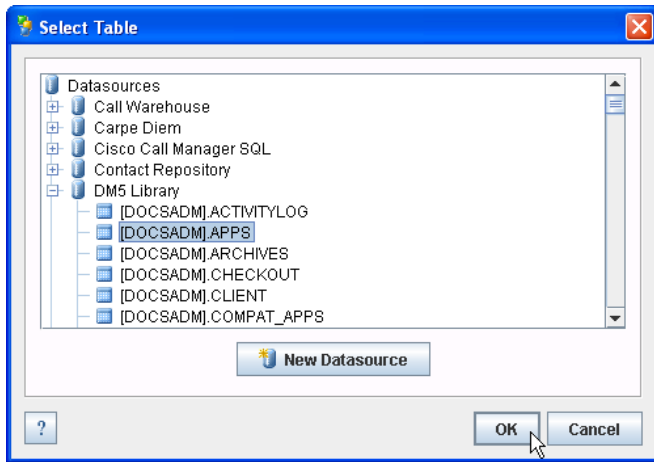 Select Table
Datasources
Call Warehouse
Carpe Diem
Cisco Call Manager SQL
Contact Repository
DM5 Library
[DOCSADM].ACTIVITYLOG
[DOCSADM].APPS
[DOCSADM].ARCHIVES
[DOCSADM].CHECKOUT
[DOCSADM].CLIENT
[DOCSADM].COMPAT_APPS
New Datasource
? OK Cancel